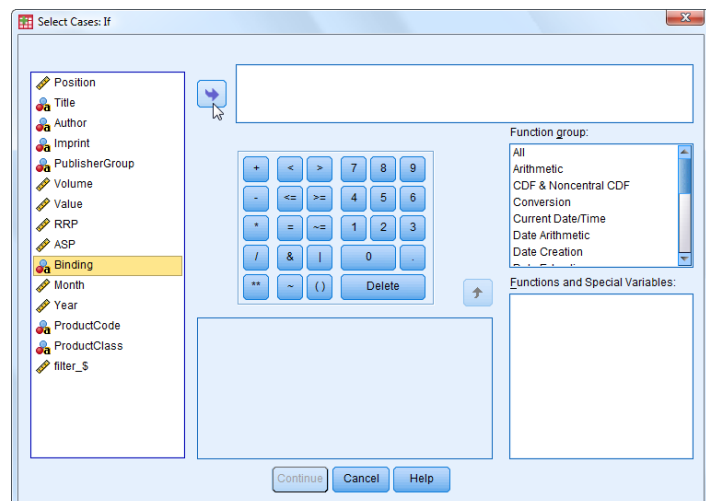 Select Cases: If
Position
Title
Author
Imprint
PublisherGroup
Volume
Value
RRP
ASP
Binding
Month
Year
ProductCode
ProductClass
filter_$
+ < > 7 8 9
- <= >= 4 5 6
* = ~= 1 2 3
/ & | 0 .
** ~ ( ) Delete
Function group:
All
Arithmetic
CDF & Noncentral CDF
Conversion
Current Date/Time
Date Arithmetic
Date Creation
Functions and Special Variables:
Continue Cancel Help